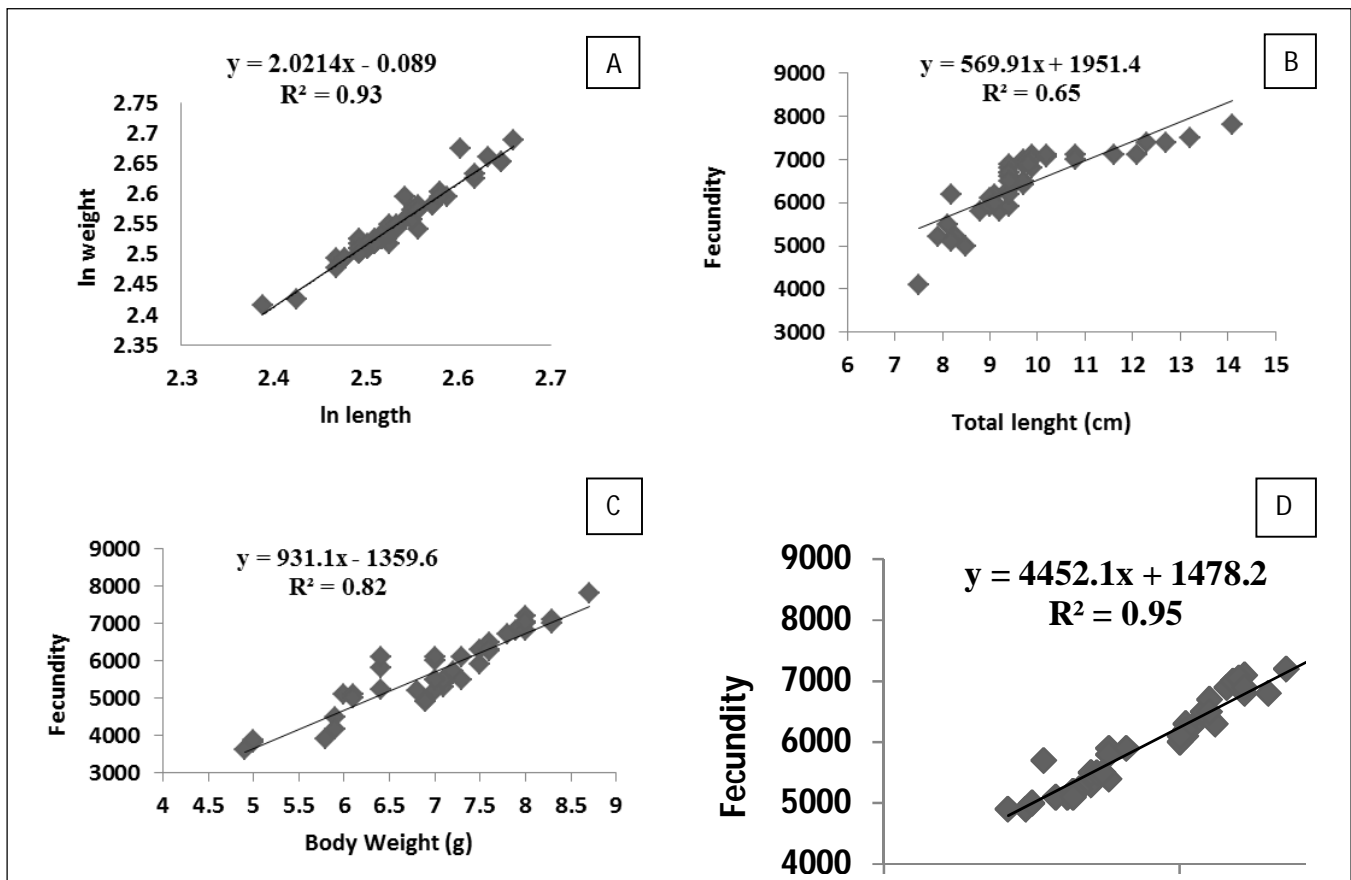 A
y = 2.0214x - 0.089
R² = 0.93
2.75
2.7
2.65
2.6
2.55
2.5
2.45
2.4
2.35
ln weight
2.3 2.4 2.5 2.6 2.7
ln length
B
y = 569.91x + 1951.4
R² = 0.65
9000
8000
7000
6000
5000
4000
3000
Fecundity
6 7 8 9 10 11 12 13 14 15
Total lenght (cm)
C
y = 931.1x - 1359.6
R² = 0.82
9000
8000
7000
6000
5000
4000
3000
Fecundity
4 4.5 5 5.5 6 6.5 7 7.5 8 8.5 9
Body Weight (g)
D
y = 4452.1x + 1478.2
R² = 0.95
9000
8000
7000
6000
5000
4000
Fecundity